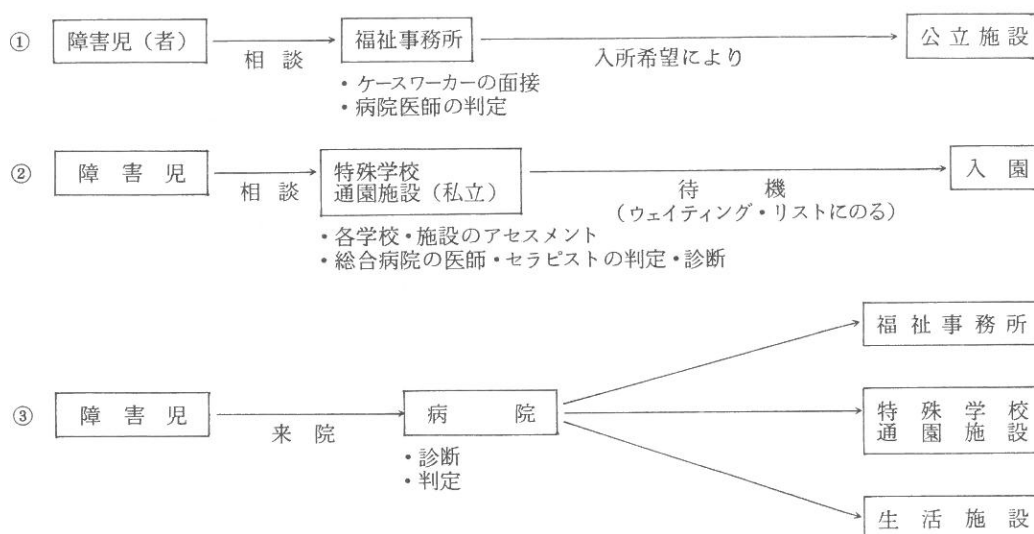 ① 障害児(者) 相談 福祉事務所 入所希望により 公立施設
・ケースワーカーの面接
・病院医師の判定
② 障害児 相談 特殊学校
通園施設(私立) 待機 入園
(ウェイティング・リストにのる)
・各学校・施設のアセスメント
・総合病院の医師・セラピストの判定・診断
福祉事務所
③ 障害児 来院 病院 特殊学校
通園施設
・診断
・判定
生活施設